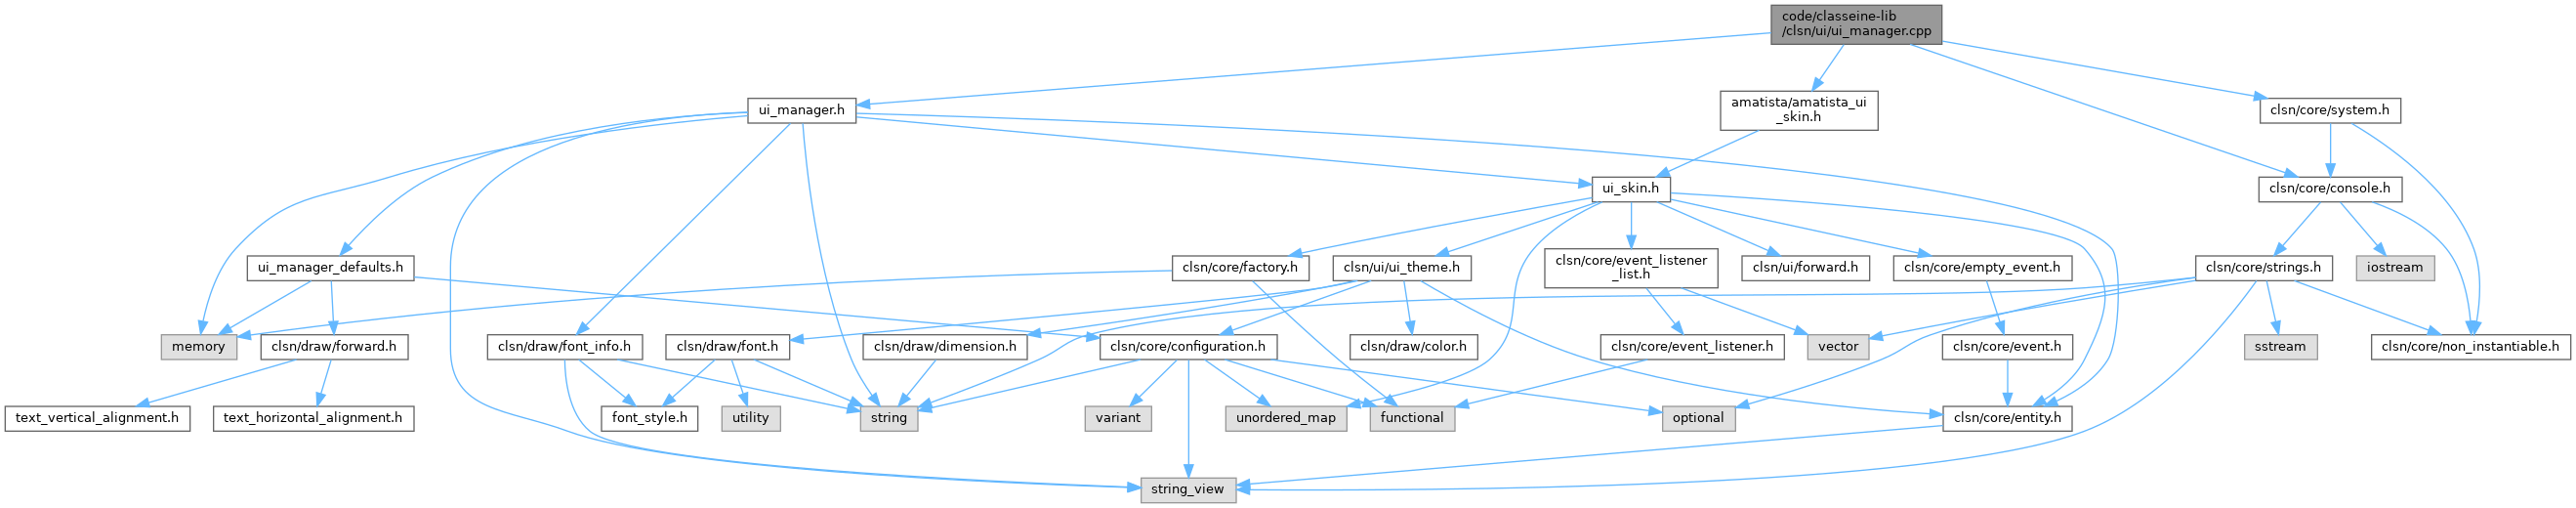 code/classeine-lib
/clsn/ui/ui_manager.cpp
ui_manager.h
amatista/amatista_ui
_skin.h
clsn/core/system.h
ui_skin.h
clsn/core/console.h
ui_manager_defaults.h
clsn/core/factory.h
clsn/ui/ui_theme.h
clsn/core/event_listener
_list.h
clsn/ui/forward.h
clsn/core/empty_event.h
clsn/core/strings.h
iostream
memory
clsn/draw/forward.h
clsn/draw/font_info.h
clsn/draw/font.h
clsn/draw/dimension.h
clsn/core/configuration.h
clsn/draw/color.h
clsn/core/event_listener.h
vector
clsn/core/event.h
sstream
clsn/core/non_instantiable.h
text_vertical_alignment.h
text_horizontal_alignment.h
font_style.h
utility
string
variant
unordered_map
functional
optional
clsn/core/entity.h
string_view